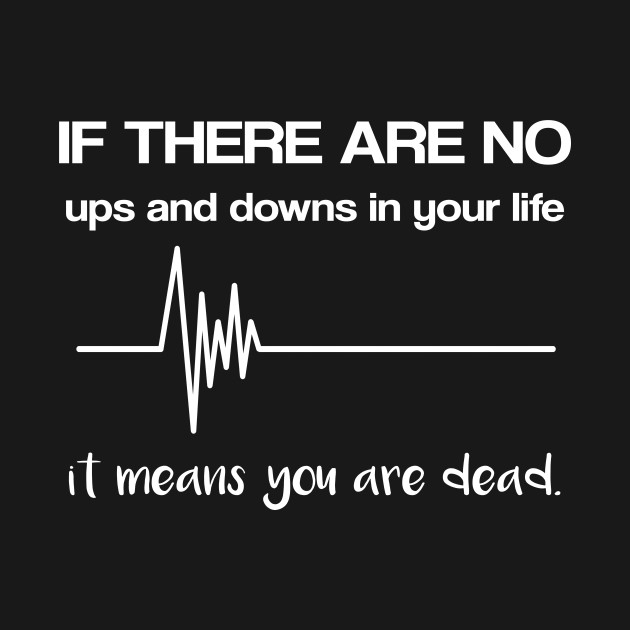 IF THERE ARE NO
ups and downs in your life
it means you are dead.